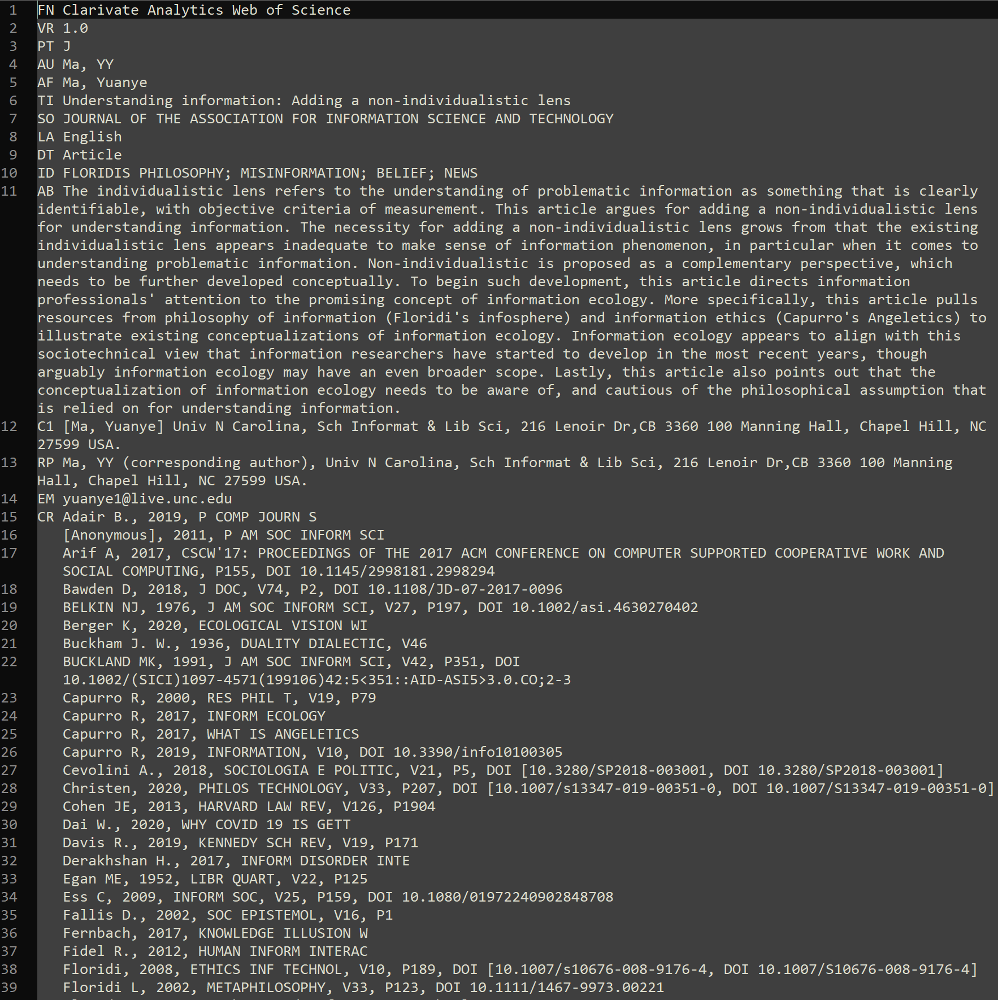 1 FN Clarivate Analytics Web of Science
2 VR 1.0
3 PT J
4 AU Ma, YY
5 AF Ma, Yuanye
6 TI Understanding information: Adding a non-individualistic lens
7 SO JOURNAL OF THE ASSOCIATION FOR INFORMATION SCIENCE AND TECHNOLOGY
8 LA English
9 DT Article
10 ID FLORIDIS PHILOSOPHY; MISINFORMATION; BELIEF; NEWS
11 AB The individualistic lens refers to the understanding of problematic information as something that is clearly
identifiable, with objective criteria of measurement. This article argues for adding a non-individualistic lens
for understanding information. The necessity for adding a non-individualistic lens grows from that the existing
individualistic lens appears inadequate to make sense of information phenomenon, in particular when it comes to
understanding problematic information. Non-individualistic is proposed as a complementary perspective, which
needs to be further developed conceptually. To begin such development, this article directs information
professionals' attention to the promising concept of information ecology. More specifically, this article pulls
resources from philosophy of information (Floridi's infosphere) and information ethics (Capurro's Angeletics) to
illustrate existing conceptualizations of information ecology. Information ecology appears to align with this
sociotechnical view that information researchers have started to develop in the most recent years, though
arguably information ecology may have an even broader scope. Lastly, this article also points out that the
conceptualization of information ecology needs to be aware of, and cautious of the philosophical assumption that
is relied on for understanding information.
12 C1 [Ma, Yuanye] Univ N Carolina, Sch Informat & Lib Sci, 216 Lenoir Dr,CB 3360 100 Manning Hall, Chapel Hill, NC
27599 USA.
13 RP Ma, YY (corresponding author), Univ N Carolina, Sch Informat & Lib Sci, 216 Lenoir Dr,CB 3360 100 Manning
Hall, Chapel Hill, NC 27599 USA.
14 EM yuanye1@live.unc.edu
15 CR Adair B., 2019, P COMP JOURN S
16 [Anonymous], 2011, P AM SOC INFORM SCI
17 Arif A, 2017, CSCW'17: PROCEEDINGS OF THE 2017 ACM CONFERENCE ON COMPUTER SUPPORTED COOPERATIVE WORK AND
SOCIAL COMPUTING, P155, DOI 10.1145/2998181.2998294
18 Bawden D, 2018, J DOC, V74, P2, DOI 10.1108/JD-07-2017-0096
19 BELKIN NJ, 1976, J AM SOC INFORM SCI, V27, P197, DOI 10.1002/asi.4630270402
20 Berger K, 2020, ECOLOGICAL VISION WI
21 Buckham J. W., 1936, DUALITY DIALECTIC, V46
22 BUCKLAND MK, 1991, J AM SOC INFORM SCI, V42, P351, DOI
10.1002/(SICI)1097-4571(199106)42:5<351::AID-ASI5>3.0.CO;2-3
23 Capurro R, 2000, RES PHIL T, V19, P79
24 Capurro R, 2017, INFORM ECOLOGY
25 Capurro R, 2017, WHAT IS ANGELETICS
26 Capurro R, 2019, INFORMATION, V10, DOI 10.3390/info10100305
27 Cevolini A., 2018, SOCIOLOGIA E POLITIC, V21, P5, DOI [10.3280/SP2018-003001, DOI 10.3280/SP2018-003001]
28 Christen, 2020, PHILOS TECHNOLOGY, V33, P207, DOI [10.1007/s13347-019-00351-0, DOI 10.1007/S13347-019-00351-0]
29 Cohen JE, 2013, HARVARD LAW REV, V126, P1904
30 Dai W., 2020, WHY COVID 19 IS GETT
31 Davis R., 2019, KENNEDY SCH REV, V19, P171
32 Derakhshan H., 2017, INFORM DISORDER INTE
33 Egan ME, 1952, LIBR QUART, V22, P125
34 Ess C, 2009, INFORM SOC, V25, P159, DOI 10.1080/01972240902848708
35 Fallis D., 2002, SOC EPISTEMOL, V16, P1
36 Fernbach, 2017, KNOWLEDGE ILLUSION W
37 Fidel R., 2012, HUMAN INFORM INTERAC
38 Floridi, 2008, ETHICS INF TECHNOL, V10, P189, DOI [10.1007/s10676-008-9176-4, DOI 10.1007/S10676-008-9176-4]
39 Floridi L, 2002, METAPHILOSOPHY, V33, P123, DOI 10.1111/1467-9973.00221